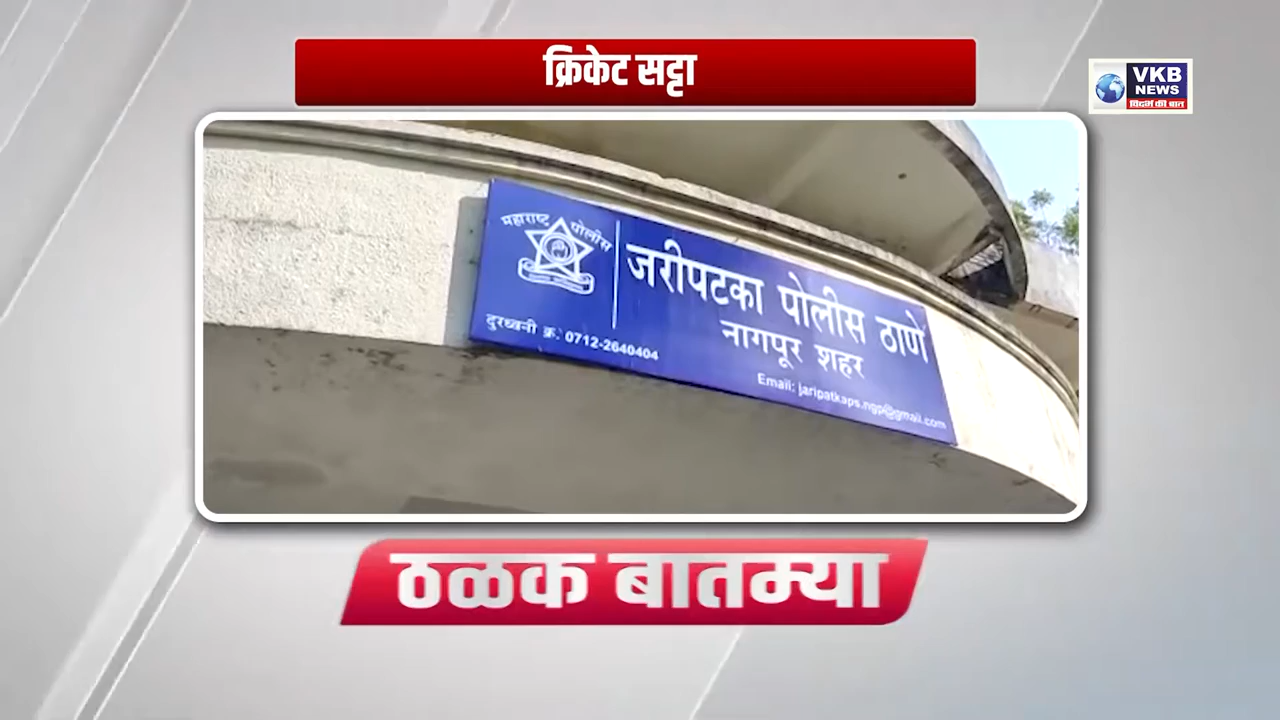 क्रिकेट सट्टा
VKB
NEWS
विदर्भ की बात
महाराष्ट्र पोलीस
जरीपटका पोलीस ठाणे
नागपूर शहर
दुरध्वनी क्र. 0712-2640404
Email: jaripatkaps.ngp@gmail.com
ठळक बातम्या